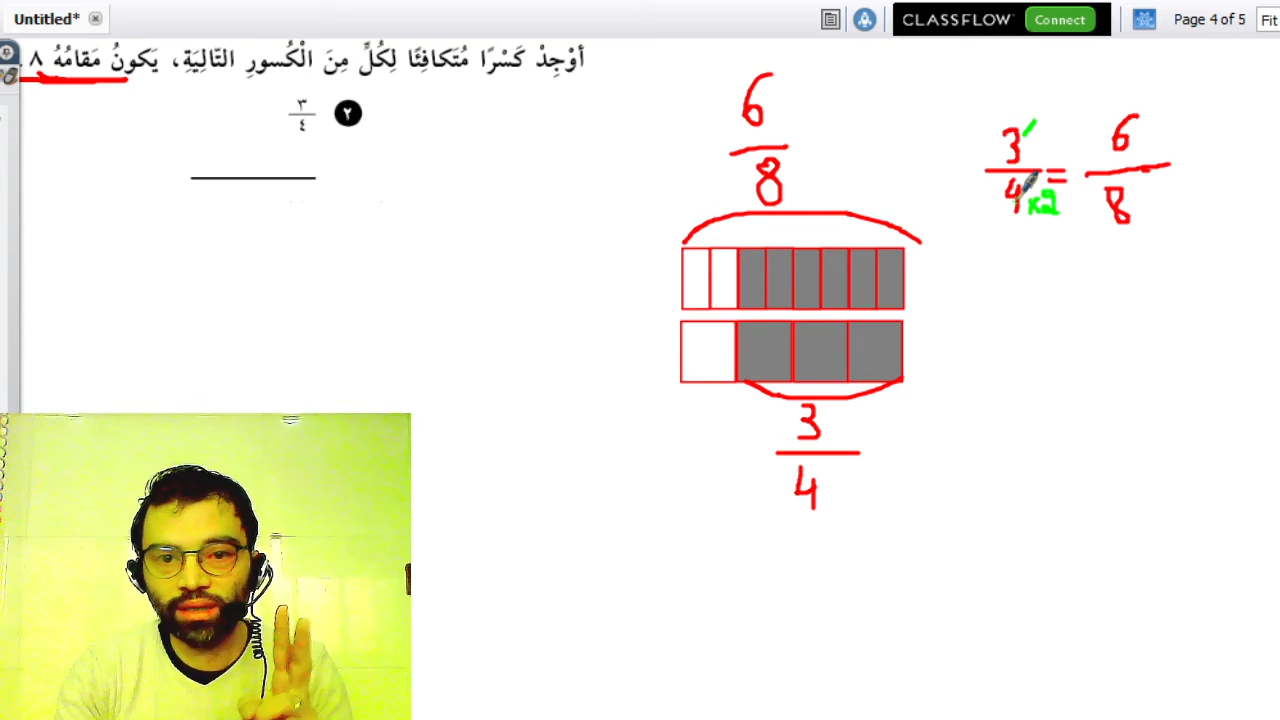 Untitled*
CLASSFLOW Connect
Page 4 of 5
Fit
أَوْجِدْ كَسْرًا مُتَكافِئًا لِكُلٍّ مِنَ الْكُسورِ التّالِيَةِ، يَكونُ مَقامُهُ ٨ .
٢ ٣/٤
6/8
3/4 = 6/8
×2
3/4